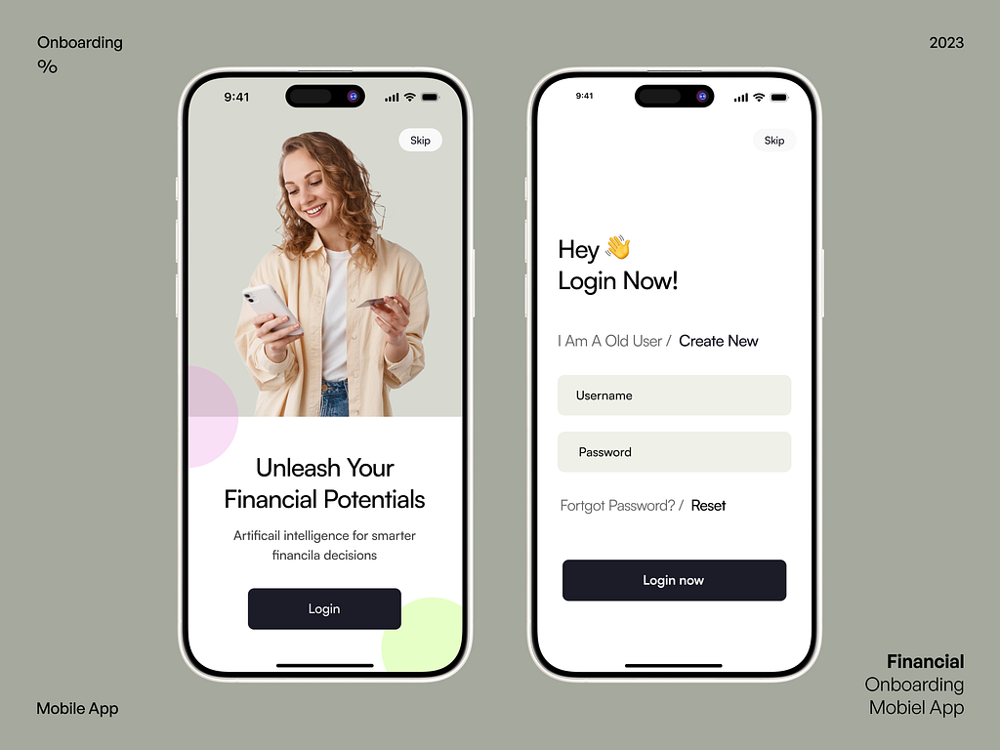 Onboarding
%
2023
9:41
Skip
Unleash Your
Financial Potentials
Artificail intelligence for smarter
financila decisions
Login
9:41
Skip
Hey 👋
Login Now!
I Am A Old User / Create New
Username
Password
Fortgot Password? / Reset
Login now
Mobile App
Financial
Onboarding
Mobiel App